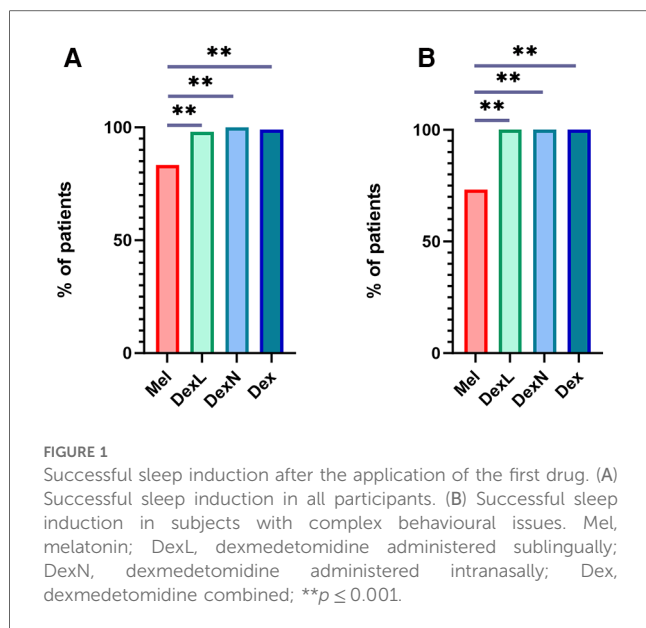 A
**
**
**
100
50
0
% of patients
Mel
DexL
DexN
Dex
B
**
**
**
100
50
0
% of patients
Mel
DexL
DexN
Dex
FIGURE 1
Successful sleep induction after the application of the first drug. (A)
Successful sleep induction in all participants. (B) Successful sleep
induction in subjects with complex behavioural issues. Mel,
melatonin; DexL, dexmedetomidine administered sublingually;
DexN, dexmedetomidine administered intranasally; Dex,
dexmedetomidine combined; **p ≤ 0.001.